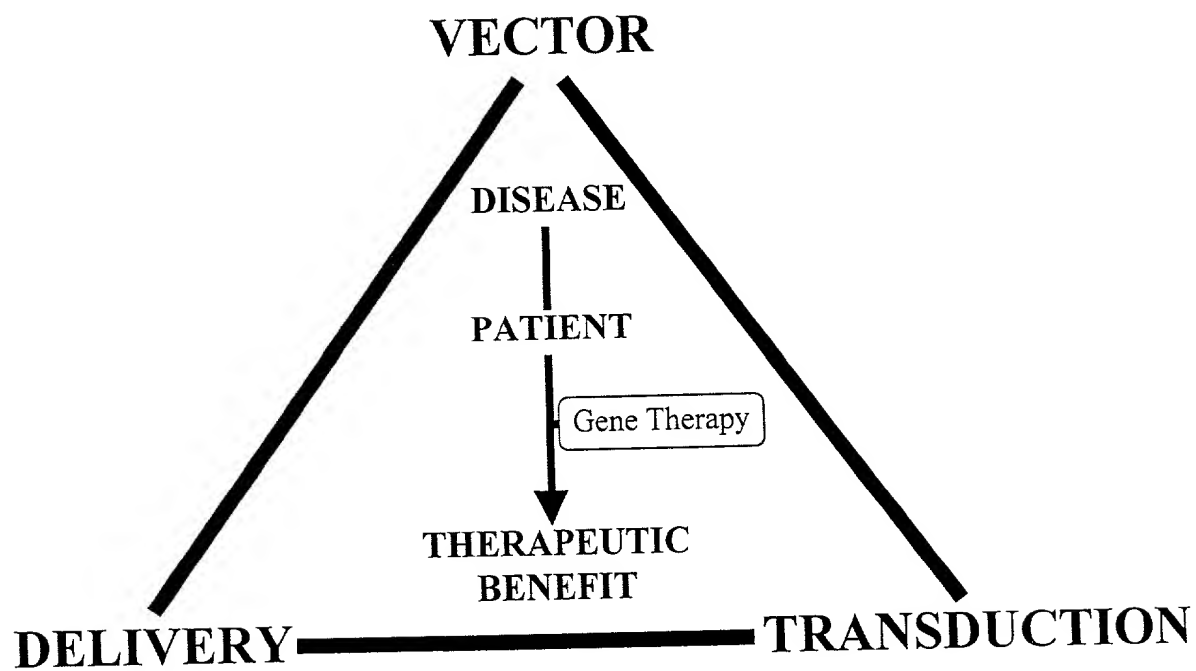 VECTOR
DISEASE
PATIENT
Gene Therapy
THERAPEUTIC
BENEFIT
DELIVERY
TRANSDUCTION